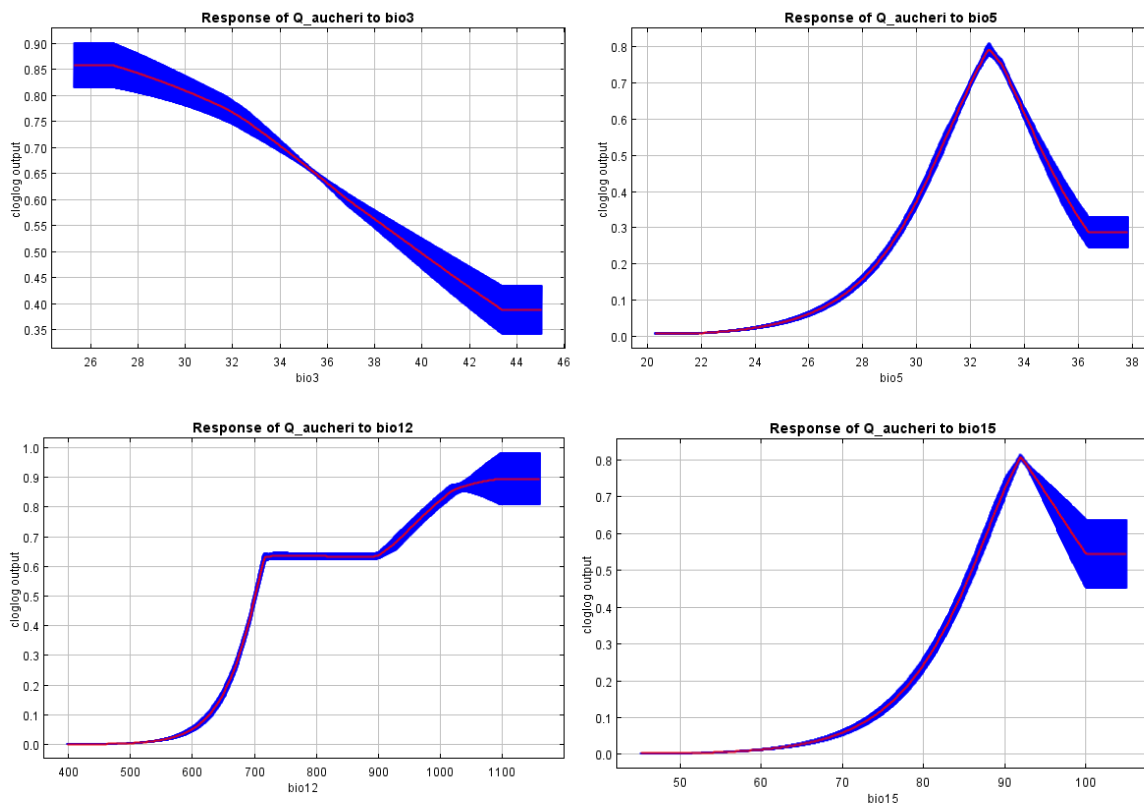 Response of Q_aucheri to bio3
0.90
0.85
0.80
0.75
0.70
0.65
0.60
0.55
0.50
0.45
0.40
0.35
cloglog output
26 28 30 32 34 36 38 40 42 44 46
bio3
Response of Q_aucheri to bio5
0.8
0.7
0.6
0.5
0.4
0.3
0.2
0.1
0.0
cloglog output
20 22 24 26 28 30 32 34 36 38
bio5
Response of Q_aucheri to bio12
1.0
0.9
0.8
0.7
0.6
0.5
0.4
0.3
0.2
0.1
0.0
cloglog output
400 500 600 700 800 900 1000 1100
bio12
Response of Q_aucheri to bio15
0.8
0.7
0.6
0.5
0.4
0.3
0.2
0.1
0.0
cloglog output
50 60 70 80 90 100
bio15